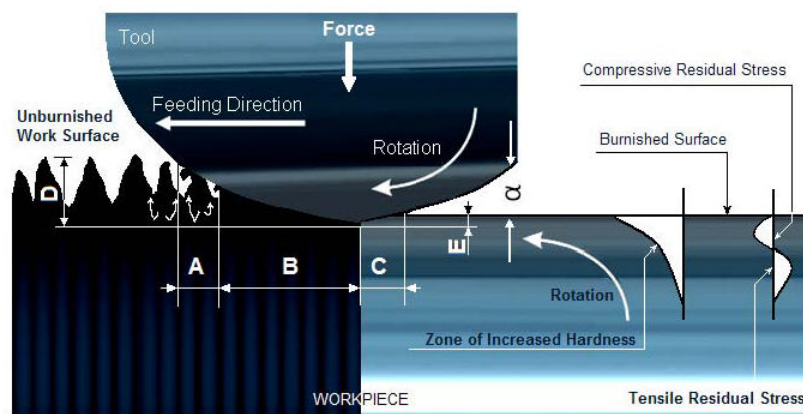 Tool
Force
Compressive Residual Stress
Feeding Direction
Unburnished
Work Surface
Burnished Surface
Rotation
D
α
E
A
B
C
Rotation
Zone of Increased Hardness
WORKPIECE
Tensile Residual Stress